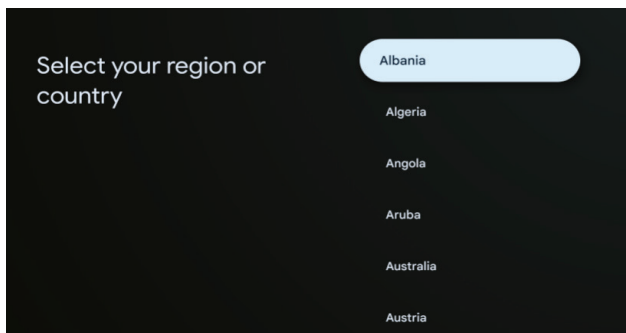 Select your region or
country
Albania
Algeria
Angola
Aruba
Australia
Austria